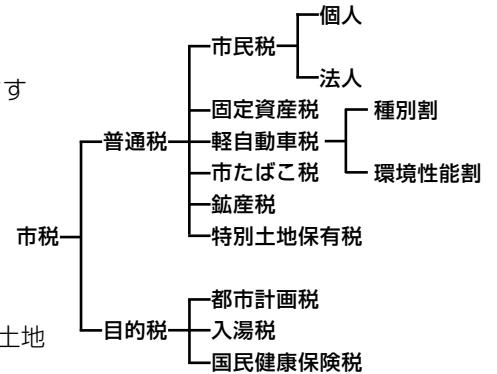 個人
市民税
す
法人
固定資産税
種別割
普通税
軽自動車税
市たばこ税
環境性能割
鉱産税
市税
特別土地保有税
都市計画税
土地
目的税
入湯税
国民健康保険税